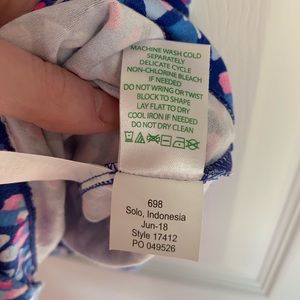 MACHINE WASH COLD
SEPARATELY
DELICATE CYCLE
NON-CHLORINE BLEACH
IF NEEDED
DO NOT WRING OR TWIST
BLOCK TO SHAPE
LAY FLAT TO DRY
COOL IRON IF NEEDED
DO NOT DRY CLEAN
698
Solo, Indonesia
Jun-18
Style 17412
PO 049526